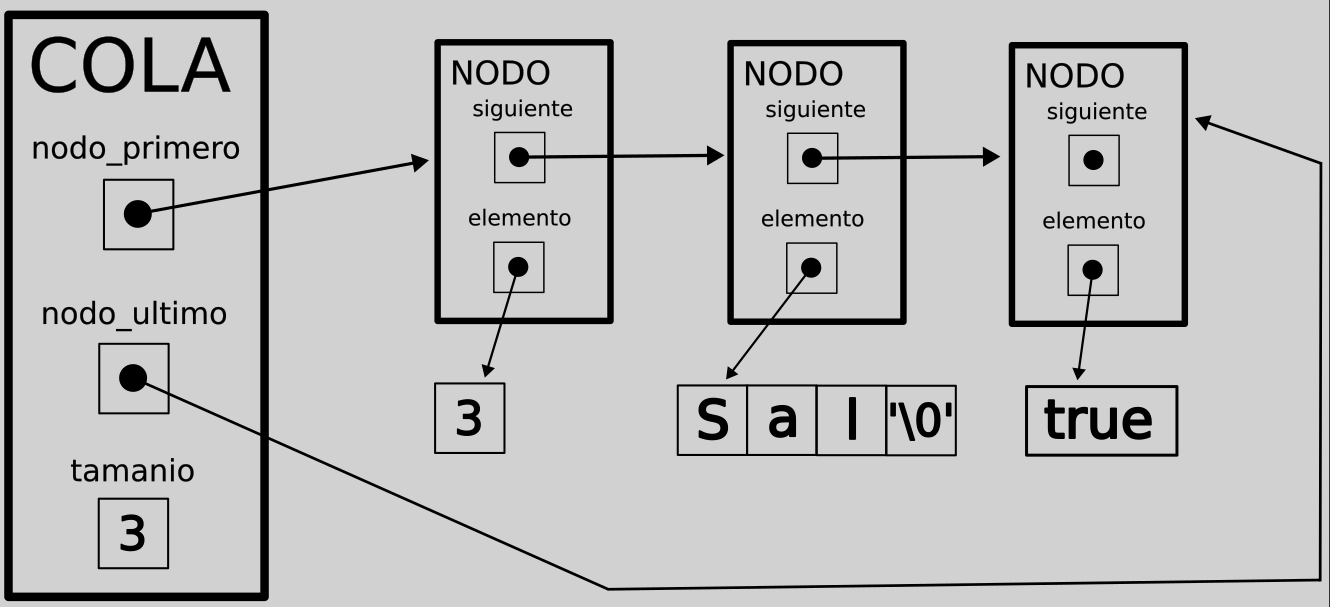 COLA
nodo_primero
nodo_ultimo
tamanio
3
NODO
siguiente
elemento
3
NODO
siguiente
elemento
S a l '\0'
NODO
siguiente
elemento
true